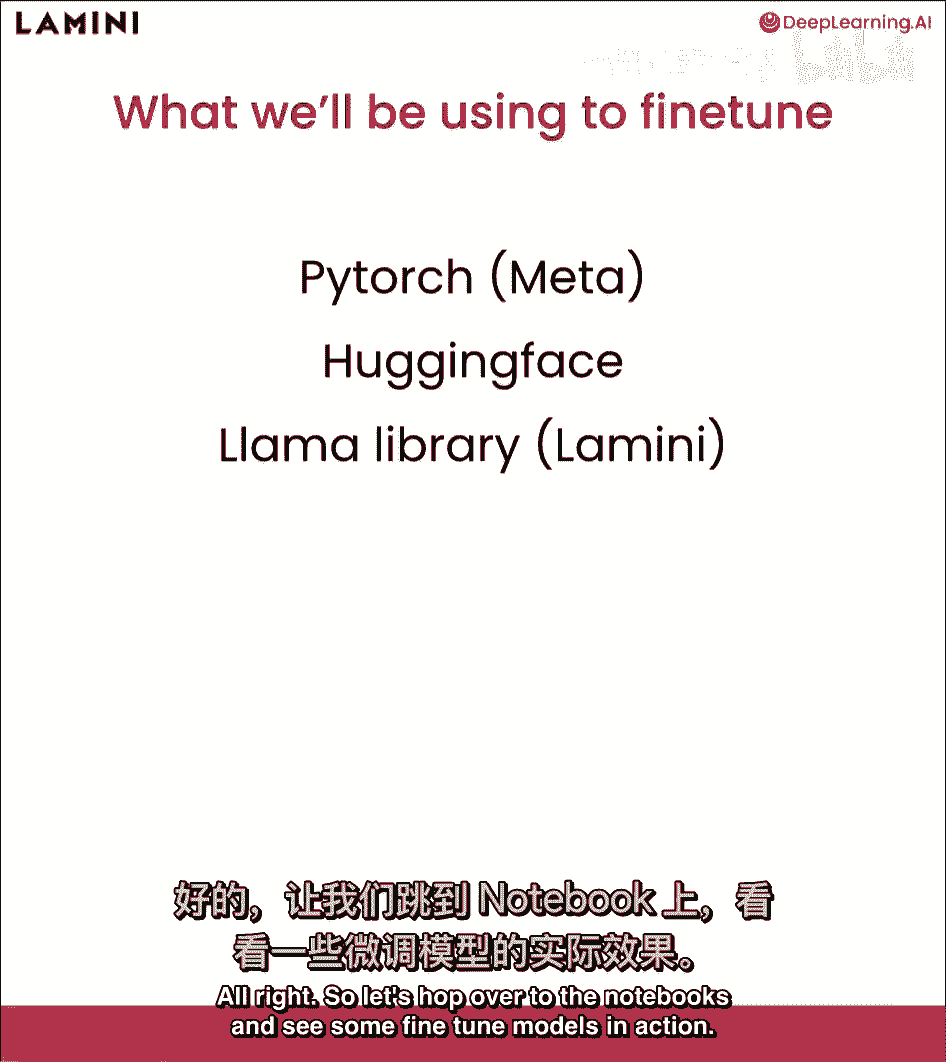 LAMINI
DeepLearning.AI
What we'll be using to finetune
Pytorch (Meta)
Huggingface
Llama library (Lamini)
好的，让我们跳到 Notebook 上，看
看一些微调模型的实际效果。
All right. So let's hop over to the notebooks
and see some fine tune models in action.